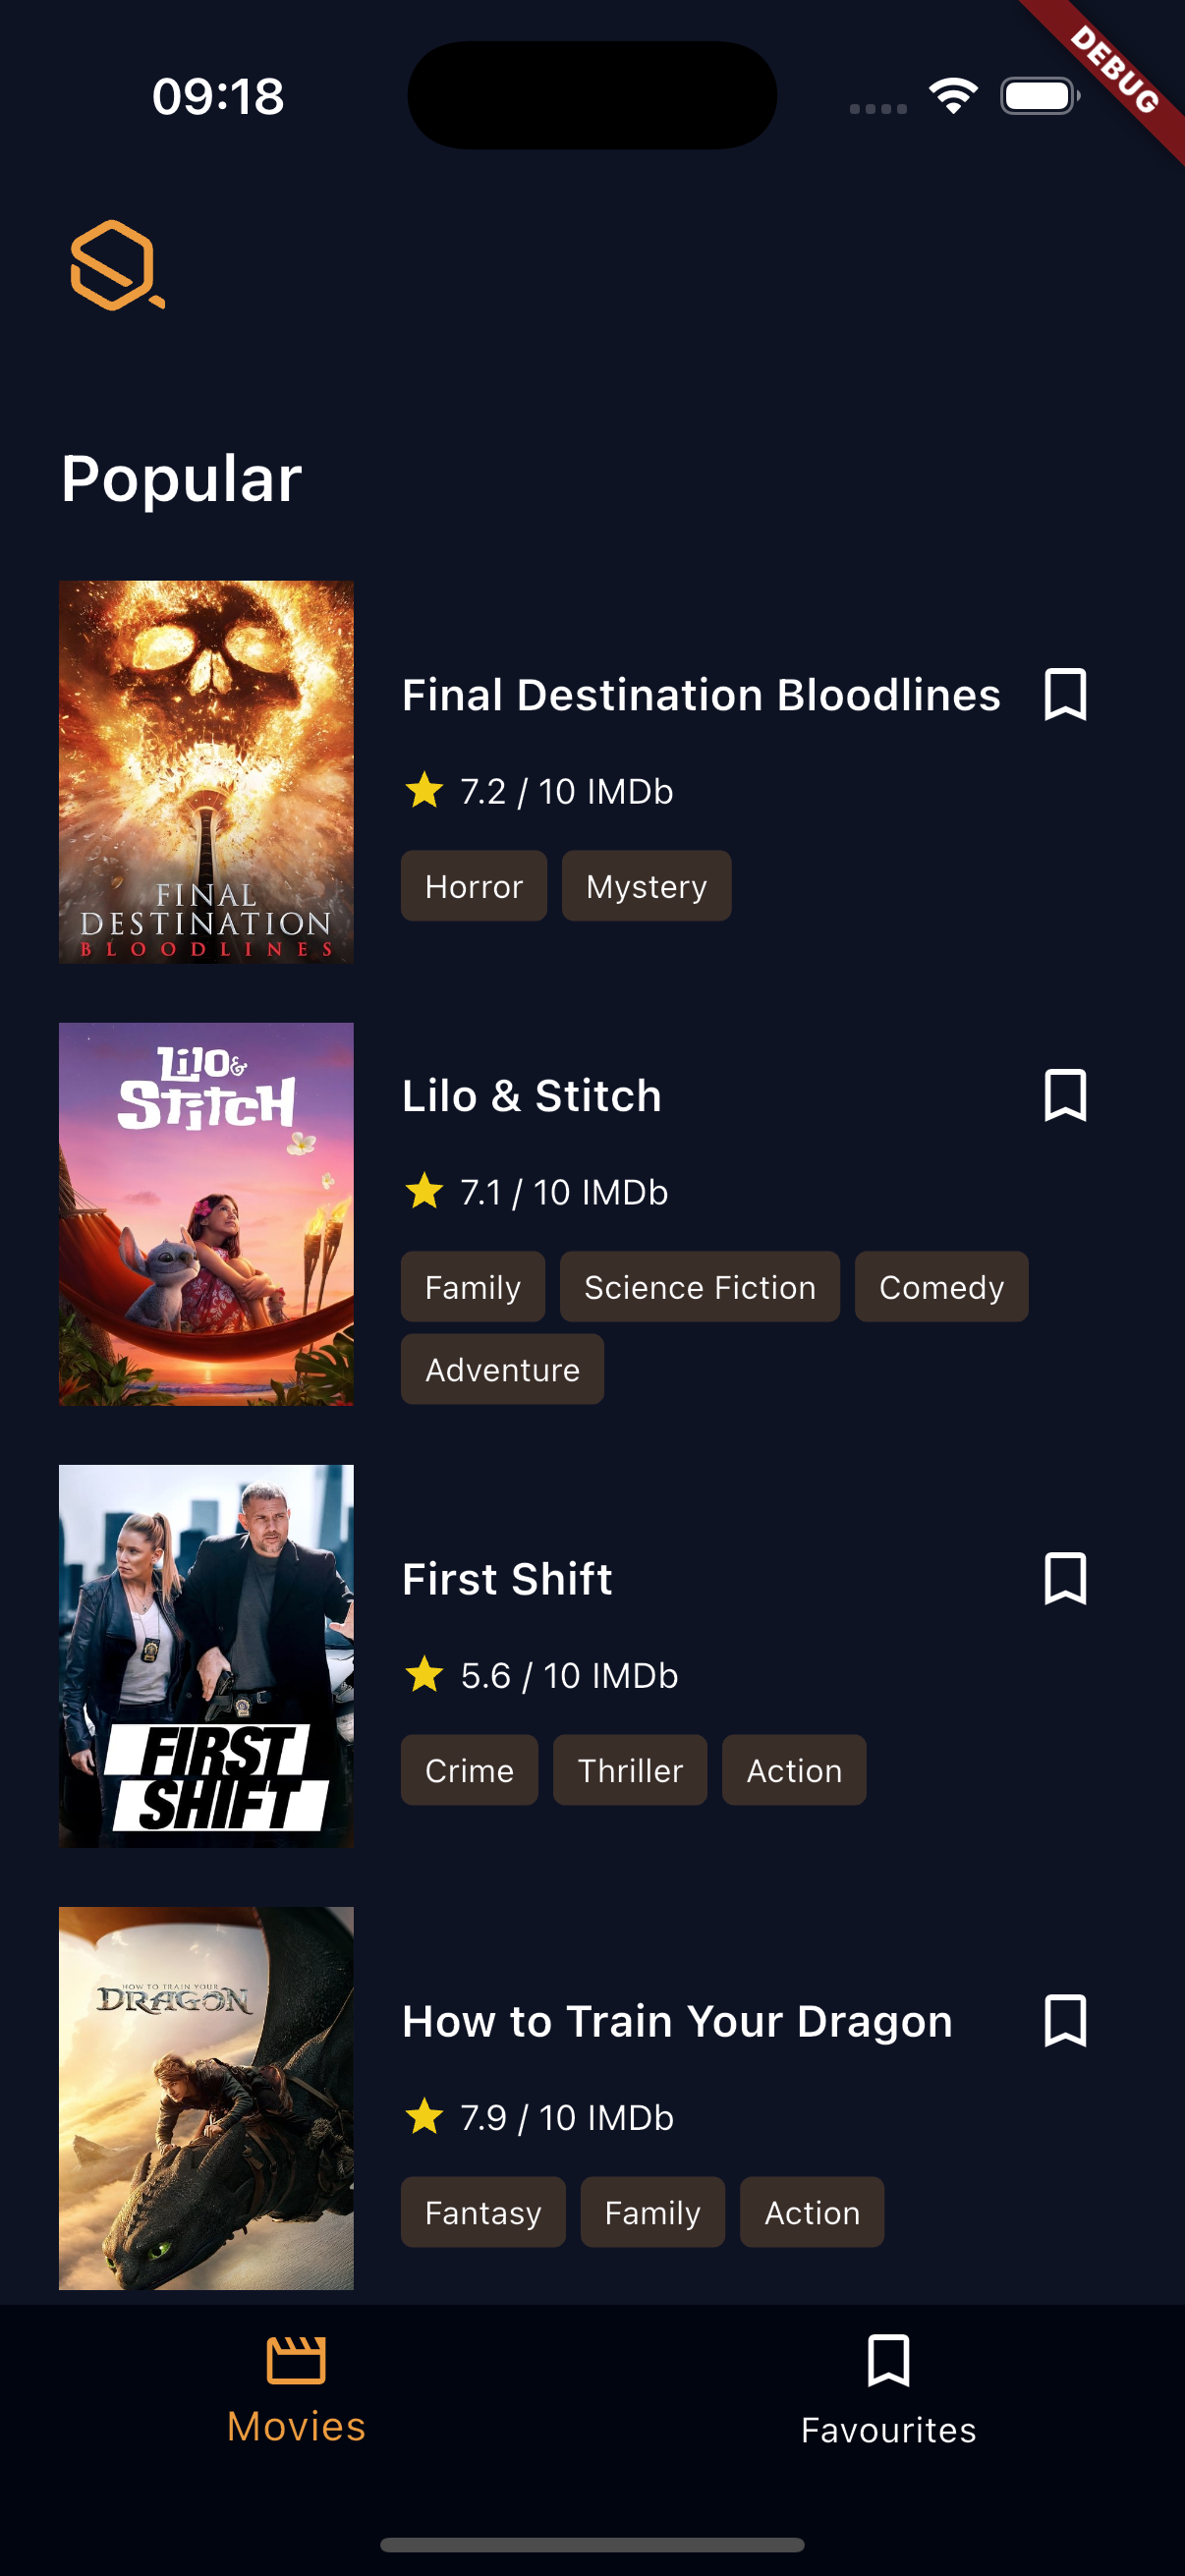 09:18
DEBUG
Popular
FINAL
DESTINATION
BLOODLINES
Final Destination Bloodlines
7.2 / 10 IMDb
Horror Mystery
Lilo &
Stitch
Lilo & Stitch
7.1 / 10 IMDb
Family Science Fiction Comedy
Adventure
FIRST
SHIFT
First Shift
5.6 / 10 IMDb
Crime Thriller Action
HOW TO TRAIN YOUR
DRAGON
How to Train Your Dragon
7.9 / 10 IMDb
Fantasy Family Action
Movies Favourites